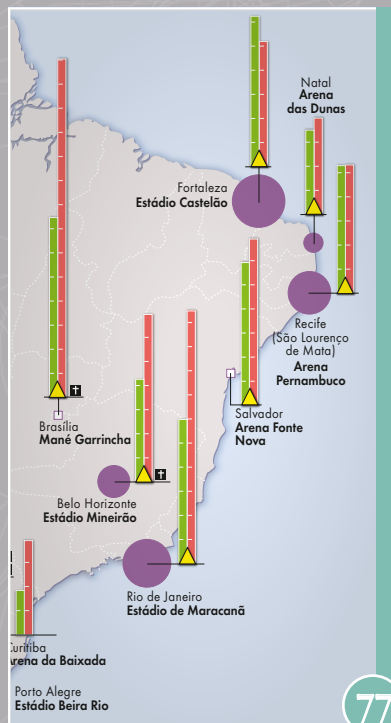 Natal
Arena
das Dunas
Fortaleza
Estádio Castelão
Recife
(São Lourenço
de Mata)
Arena
Pernambuco
Salvador
Arena Fonte
Nova
Brasília
Mané Garrincha
Belo Horizonte
Estádio Mineirão
Rio de Janeiro
Estádio de Maracanã
Curitiba
Arena da Baixada
Porto Alegre
Estádio Beira Rio
77